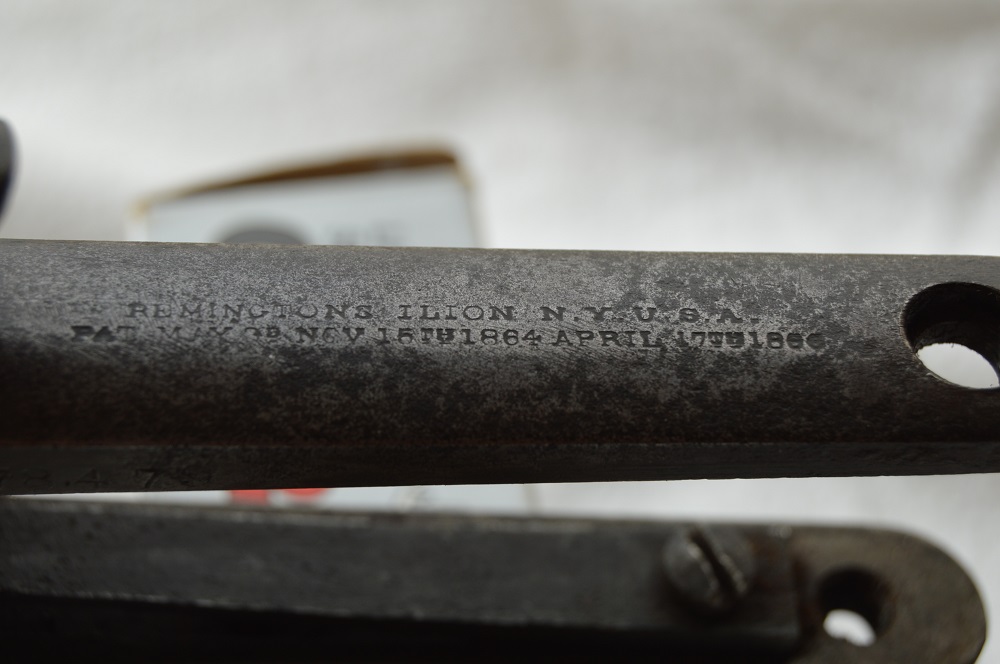 REMINGTONS ILION N.Y. U.S.A.
PAT. MAY 3D NOV. 15TH 1864 APRIL 17TH 1866